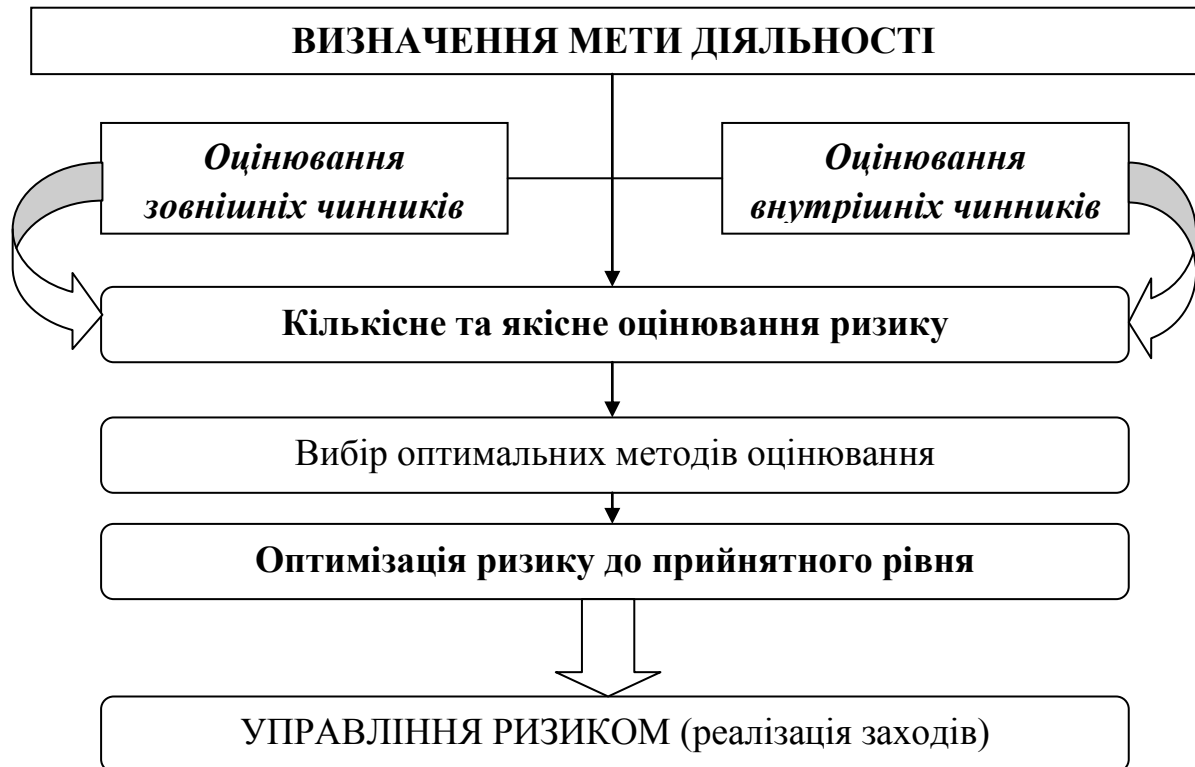 ВИЗНАЧЕННЯ МЕТИ ДІЯЛЬНОСТІ
Оцінювання
зовнішніх чинників
Оцінювання
внутрішніх чинників
Кількісне та якісне оцінювання ризику
Вибір оптимальних методів оцінювання
Оптимізація ризику до прийнятного рівня
УПРАВЛІННЯ РИЗИКОМ (реалізація заходів)